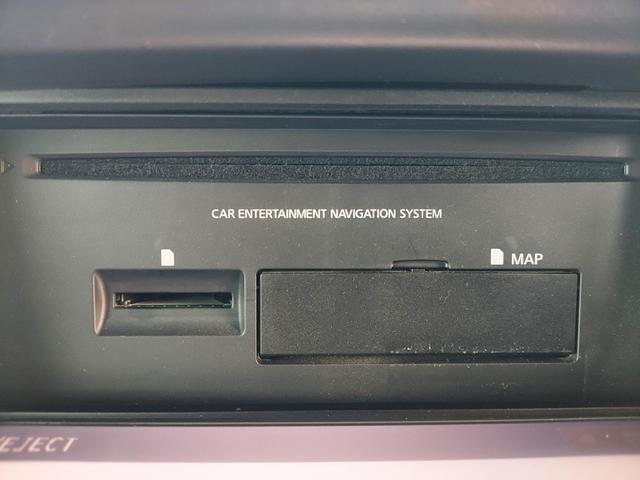 CAR ENTERTAINMENT NAVIGATION SYSTEM
MAP
EJECT